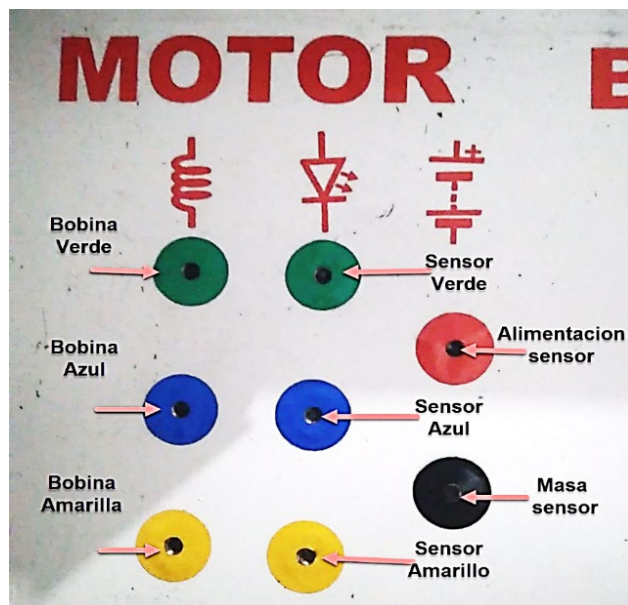 MOTOR
B
+
Bobina
Verde
Sensor
Verde
Alimentacion
sensor
Bobina
Azul
Sensor
Azul
Masa
sensor
Bobina
Amarilla
Sensor
Amarillo